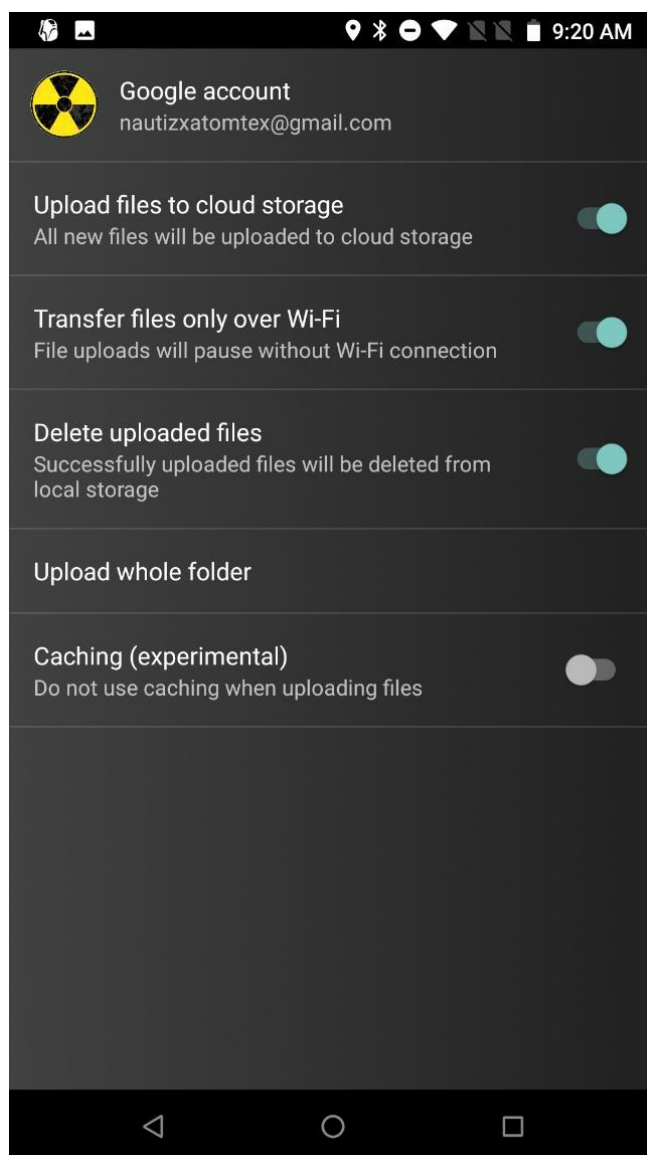 9:20 AM
Google account
nautizxatomtex@gmail.com
Upload files to cloud storage
All new files will be uploaded to cloud storage
Transfer files only over Wi-Fi
File uploads will pause without Wi-Fi connection
Delete uploaded files
Successfully uploaded files will be deleted from
local storage
Upload whole folder
Caching (experimental)
Do not use caching when uploading files